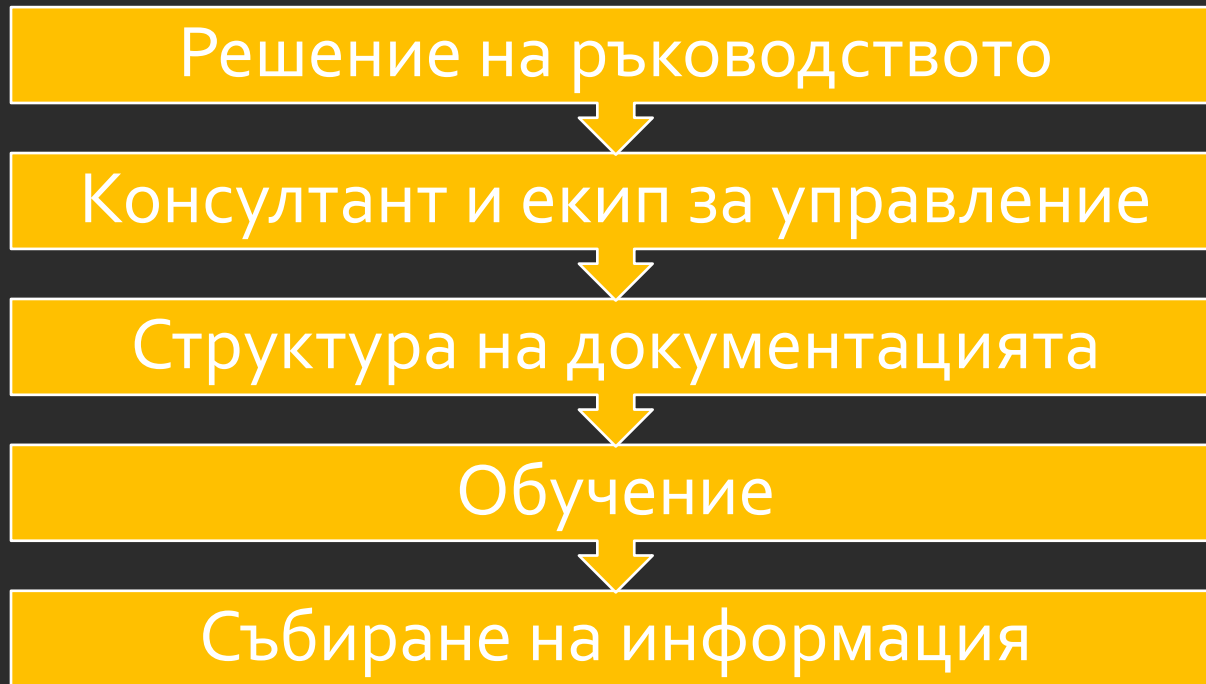 Решение на ръководството
Консултант и екип за управление
Структура на документацията
Обучение
Събиране на информация